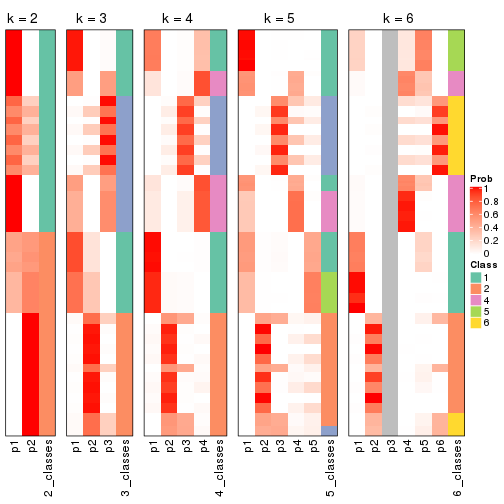 k = 2
k = 3
k = 4
k = 5
k = 6
Prob
1
0.8
0.6
0.4
0.2
0
Class
1
2
4
5
6
p1
p2
2_classes
p1
p2
p3
3_classes
p1
p2
p3
p4
4_classes
p1
p2
p3
p4
p5
5_classes
p1
p2
p3
p4
p5
p6
6_classes